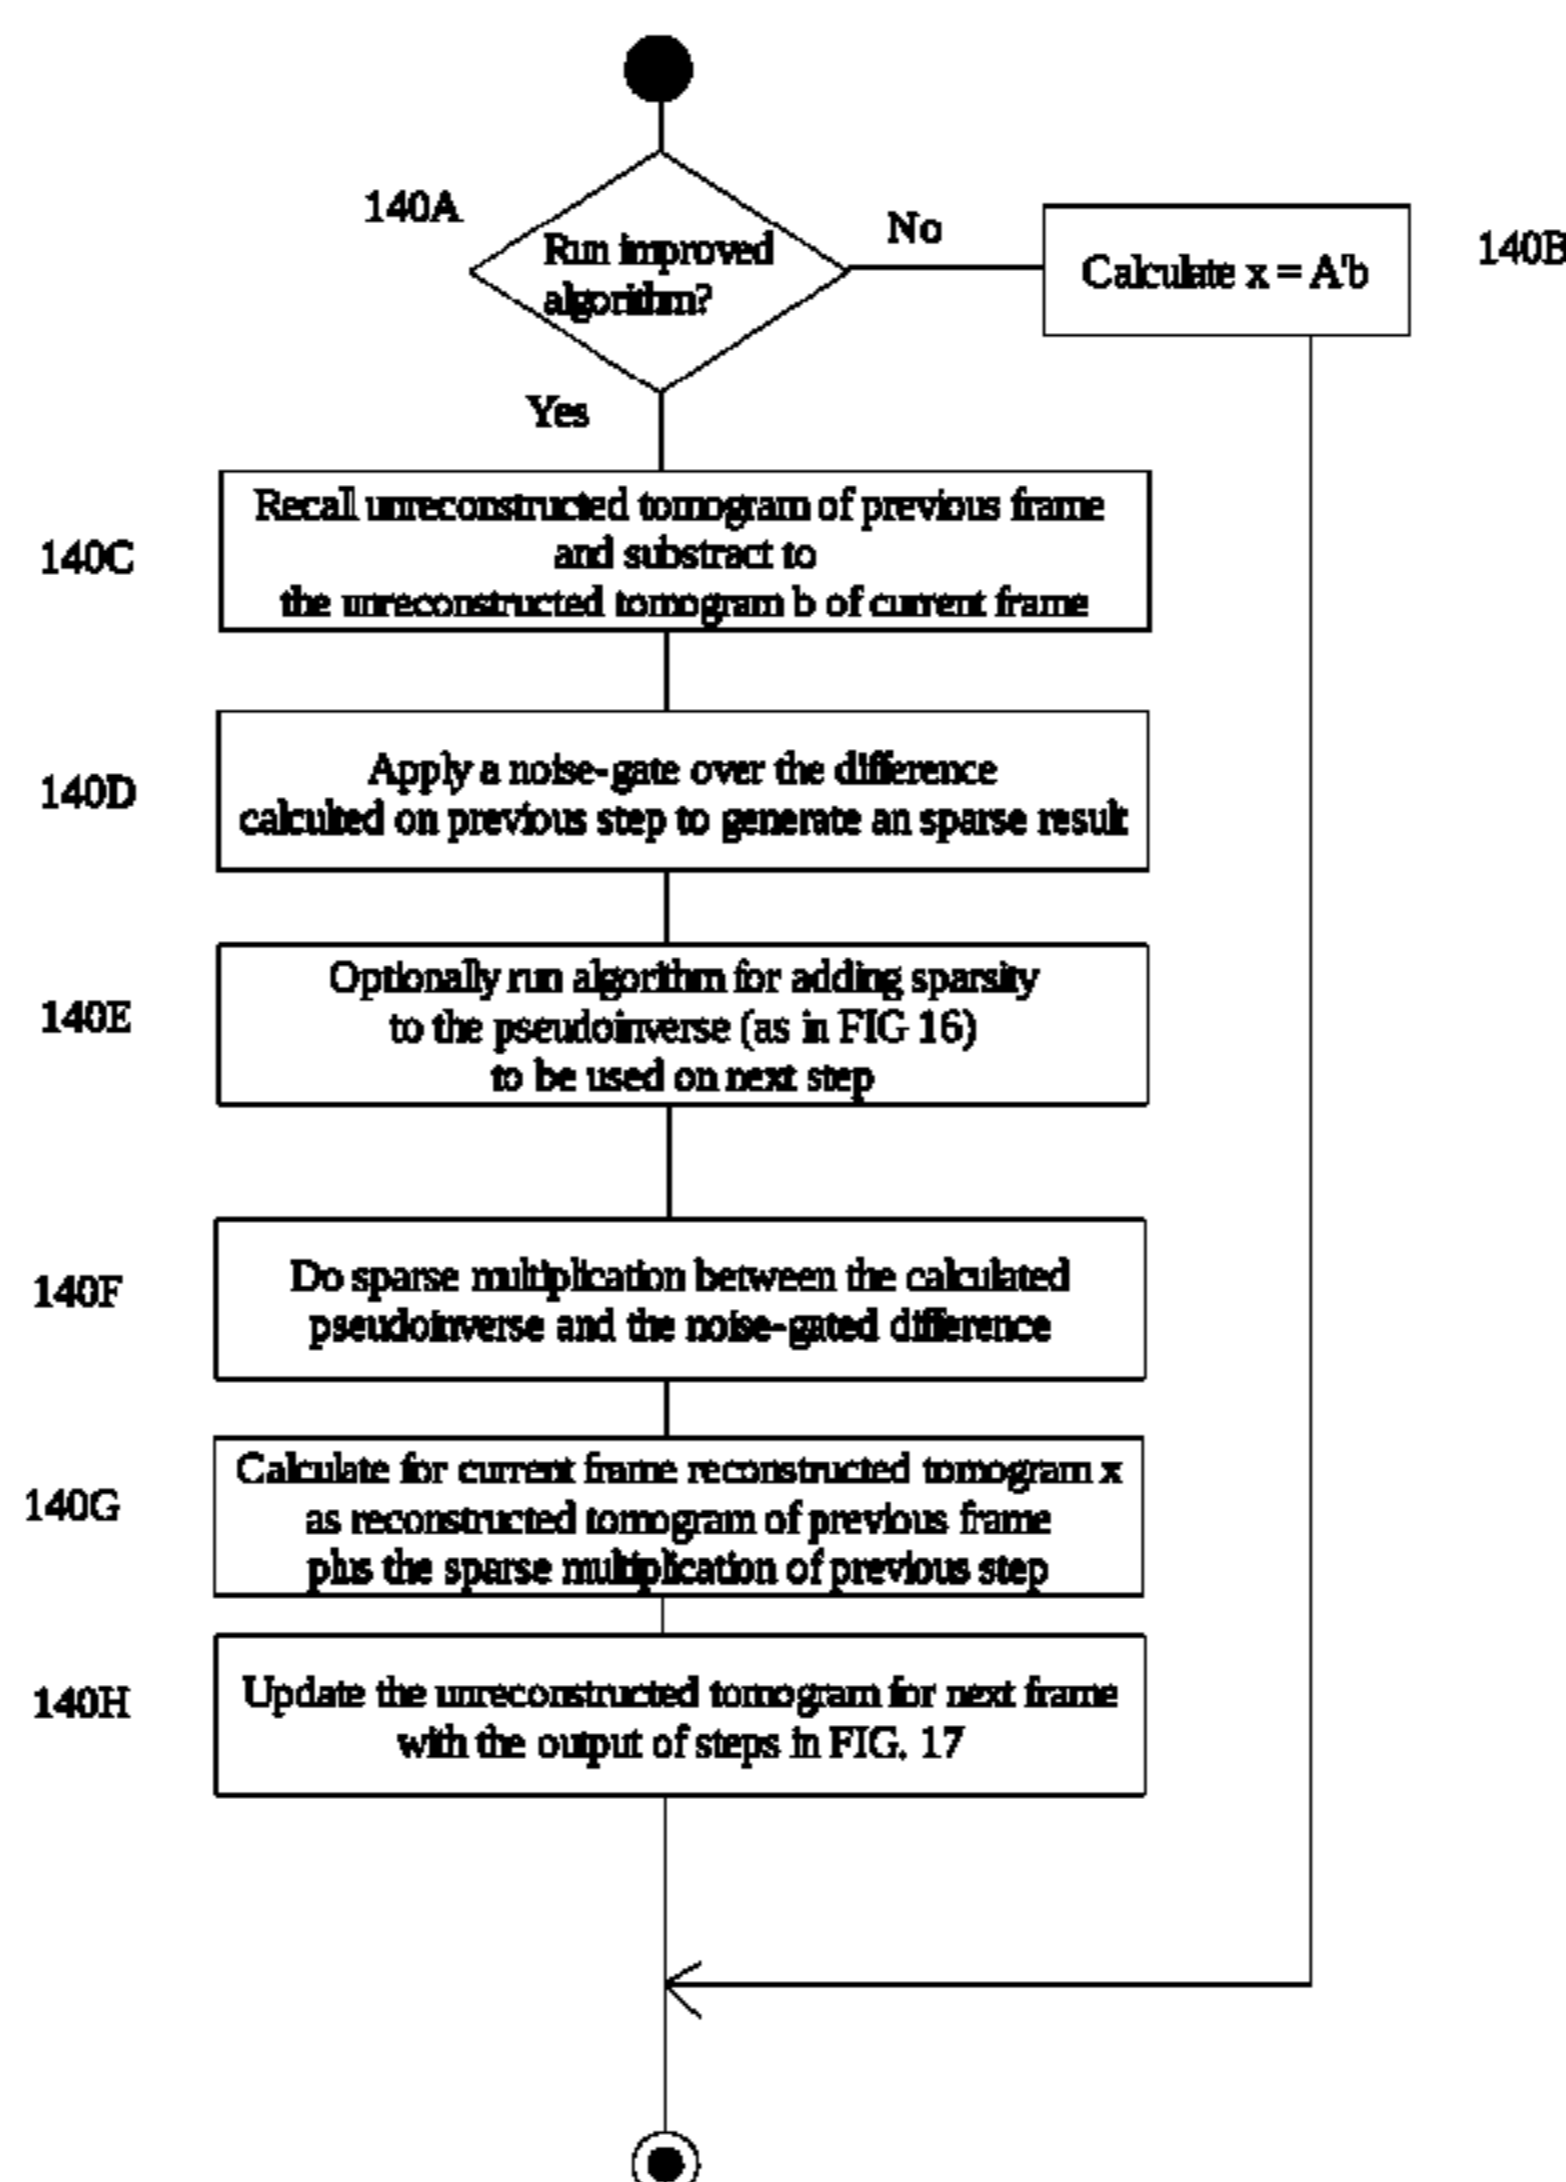 140A
Run improved
algorithm?
No
Calculate x = A'b
140B
Yes
140C
Recall unreconstructed tomogram of previous frame
and substract to
the unreconstructed tomogram b of current frame
140D
Apply a noise-gate over the difference
calculted on previous step to generate an sparse result
140E
Optionally run algorithm for adding sparsity
to the pseudoinverse (as in FIG 16)
to be used on next step
140F
Do sparse multiplication between the calculated
pseudoinverse and the noise-gated difference
140G
Calculate for current frame reconstructed tomogram x
as reconstructed tomogram of previous frame
plus the sparse multiplication of previous step
140H
Update the unreconstructed tomogram for next frame
with the output of steps in FIG. 17